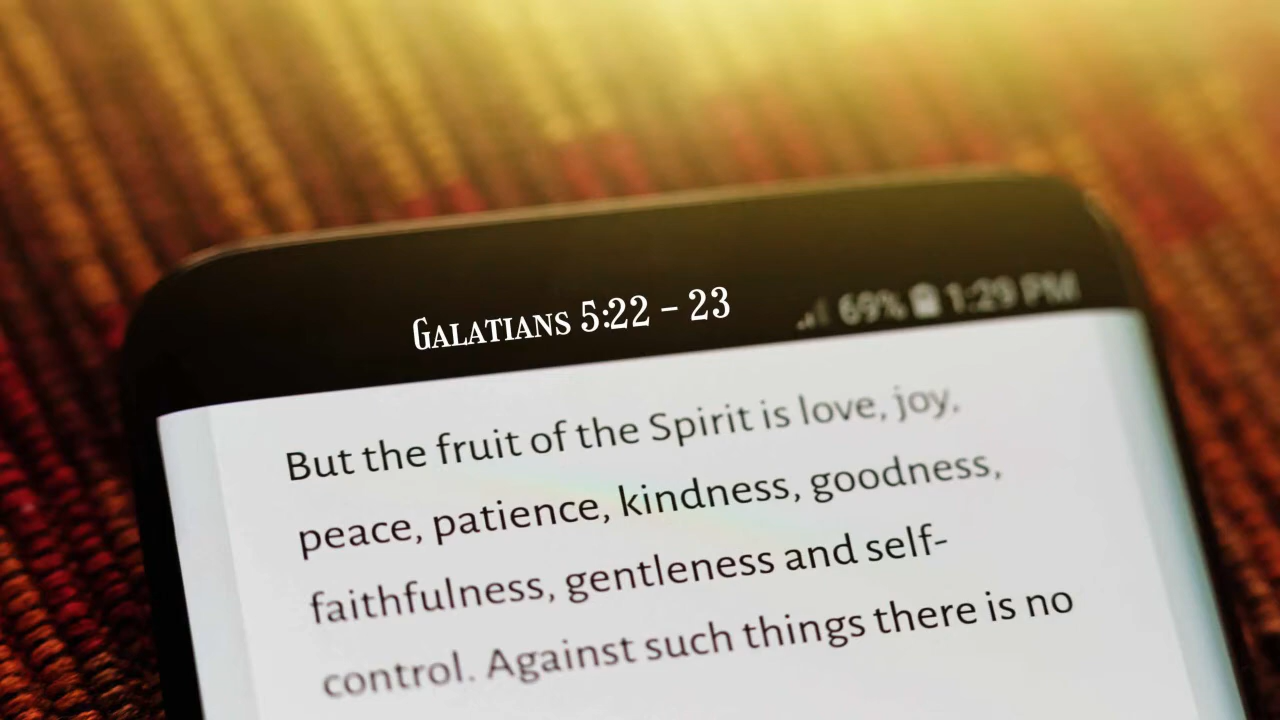 Galatians 5:22 – 23
69% 1:29 PM
But the fruit of the Spirit is love, joy,
peace, patience, kindness, goodness,
faithfulness, gentleness and self-
control. Against such things there is no